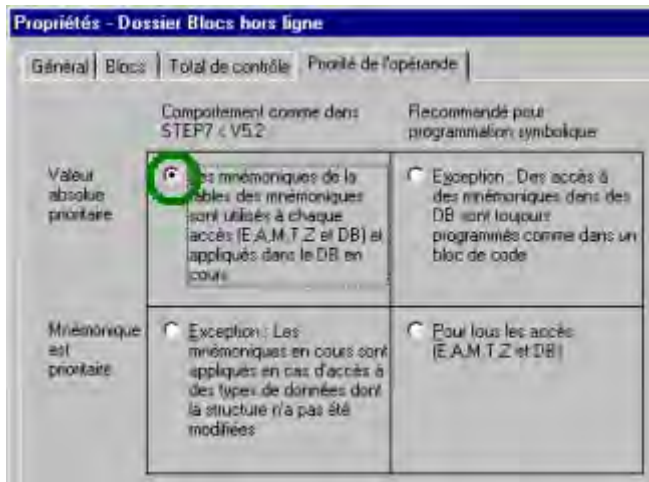 Propriétés - Dossier Blocs hors ligne
Général Blocs Total de contrôle Priorité de l'opérande
Comportement comme dans
STEP7 < V5.2
Recommandé pour
programmation symbolique
Valeur
absolue
prioritaire
Les mnémoniques de la
tables des mnémoniques
sont utilisés à chaque
accès (E,A,M,T,Z et DB) et
appliqués dans le DB en
cours
Exception : Des accès à
des mnémoniques dans des
DB sont toujours
programmés comme dans un
bloc de code
Mnémonique
est
prioritaire
Exception : Les
mnémoniques en cours sont
appliqués en cas d'accès à
des types de données dont
la structure n'a pas été
modifiées
Pour tous les accès
(E,A,M,T,Z et DB)